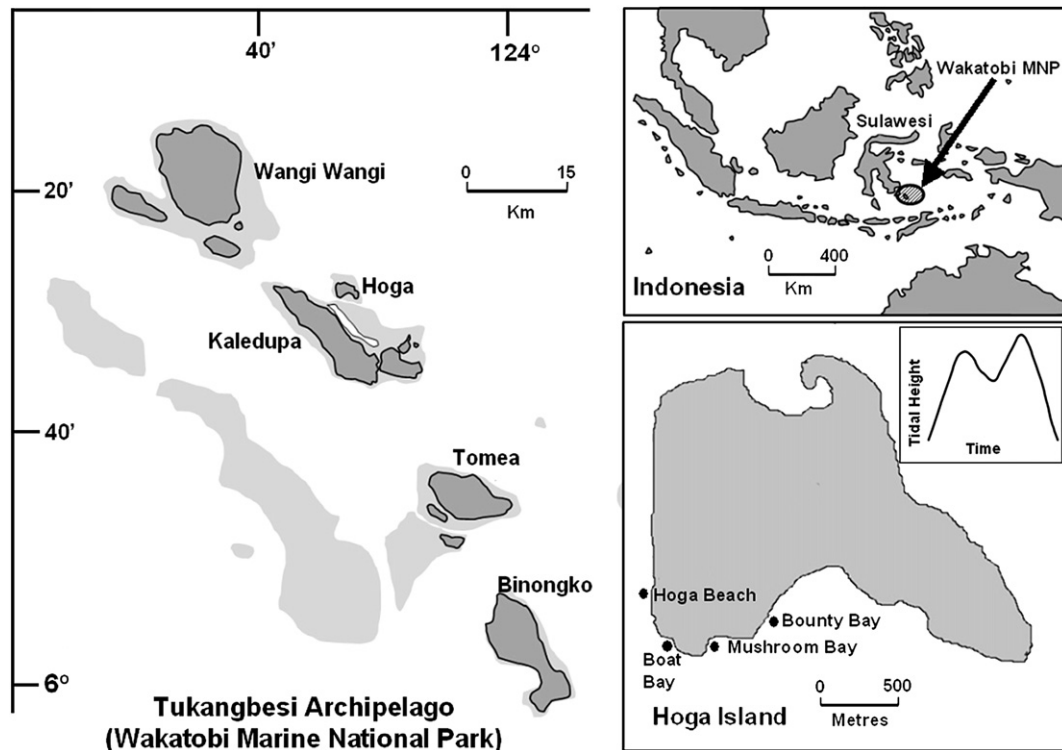 40'
124°
Wangi Wangi
20'
0 15
Km
Hoga
Kaledupa
40'
Tomea
Binongko
6°
Tukangbesi Archipelago
(Wakatobi Marine National Park)
Wakatobi MNP
Sulawesi
0 400
Km
Indonesia
Tidal Height
Time
Hoga Beach
Bounty Bay
Boat
Bay
Mushroom Bay
0 500
Metres
Hoga Island